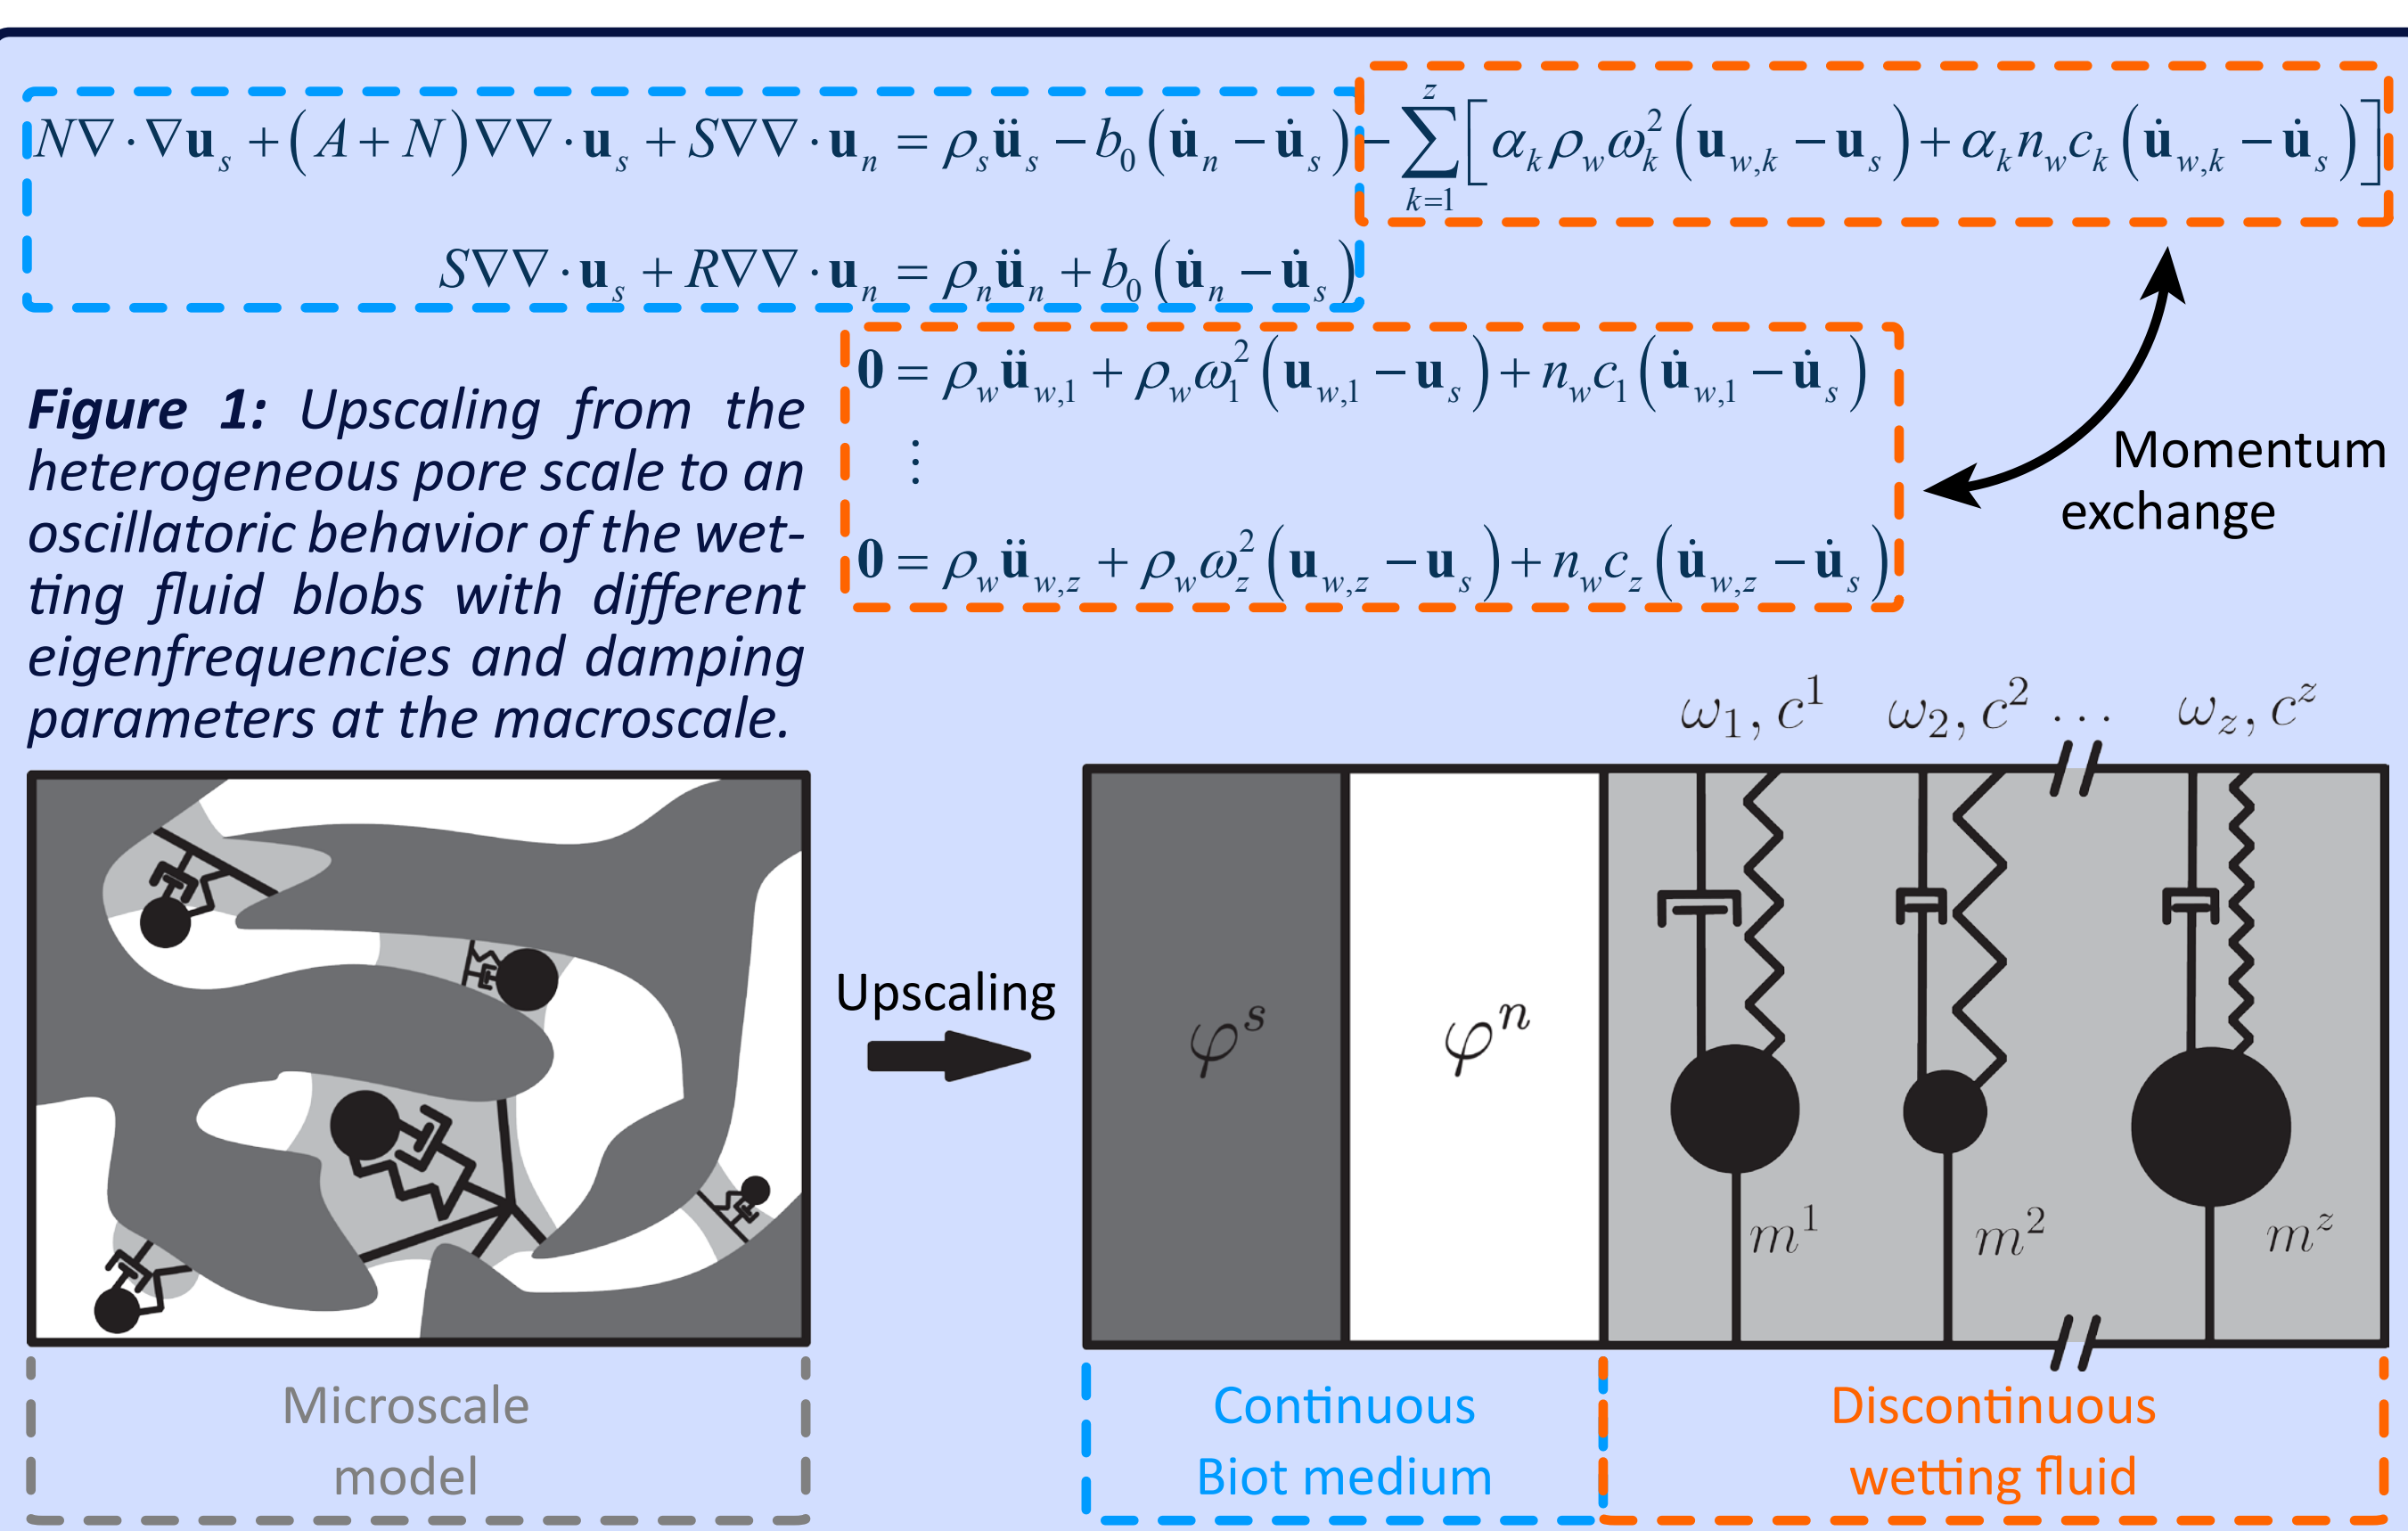 N∇ · ∇u_s + (A + N)∇∇ · u_s + S∇∇ · u_n = ρ_s ü_s − b_0(u̇_n − u̇_s) − ∑_{k=1}^{z}[α_k ρ_w ω_k^2(u_{w,k} − u_s) + α_k n_w c_k(u̇_{w,k} − u̇_s)]
S∇∇ · u_s + R∇∇ · u_n = ρ_n ü_n + b_0(u̇_n − u̇_s)
0 = ρ_w ü_{w,1} + ρ_w ω_1^2(u_{w,1} − u_s) + n_w c_1(u̇_{w,1} − u̇_s)
⋮
0 = ρ_w ü_{w,z} + ρ_w ω_z^2(u_{w,z} − u_s) + n_w c_z(u̇_{w,z} − u̇_s)
Momentum
exchange
Figure 1: Upscaling from the
heterogeneous pore scale to an
oscillatoric behavior of the wet-
ting fluid blobs with different
eigenfrequencies and damping
parameters at the macroscale.
ω_1, c^1 ω_2, c^2 ... ω_z, c^z
Upscaling
φ^s φ^n
m^1 m^2 m^z
Microscale
model
Continuous
Biot medium
Discontinuous
wetting fluid